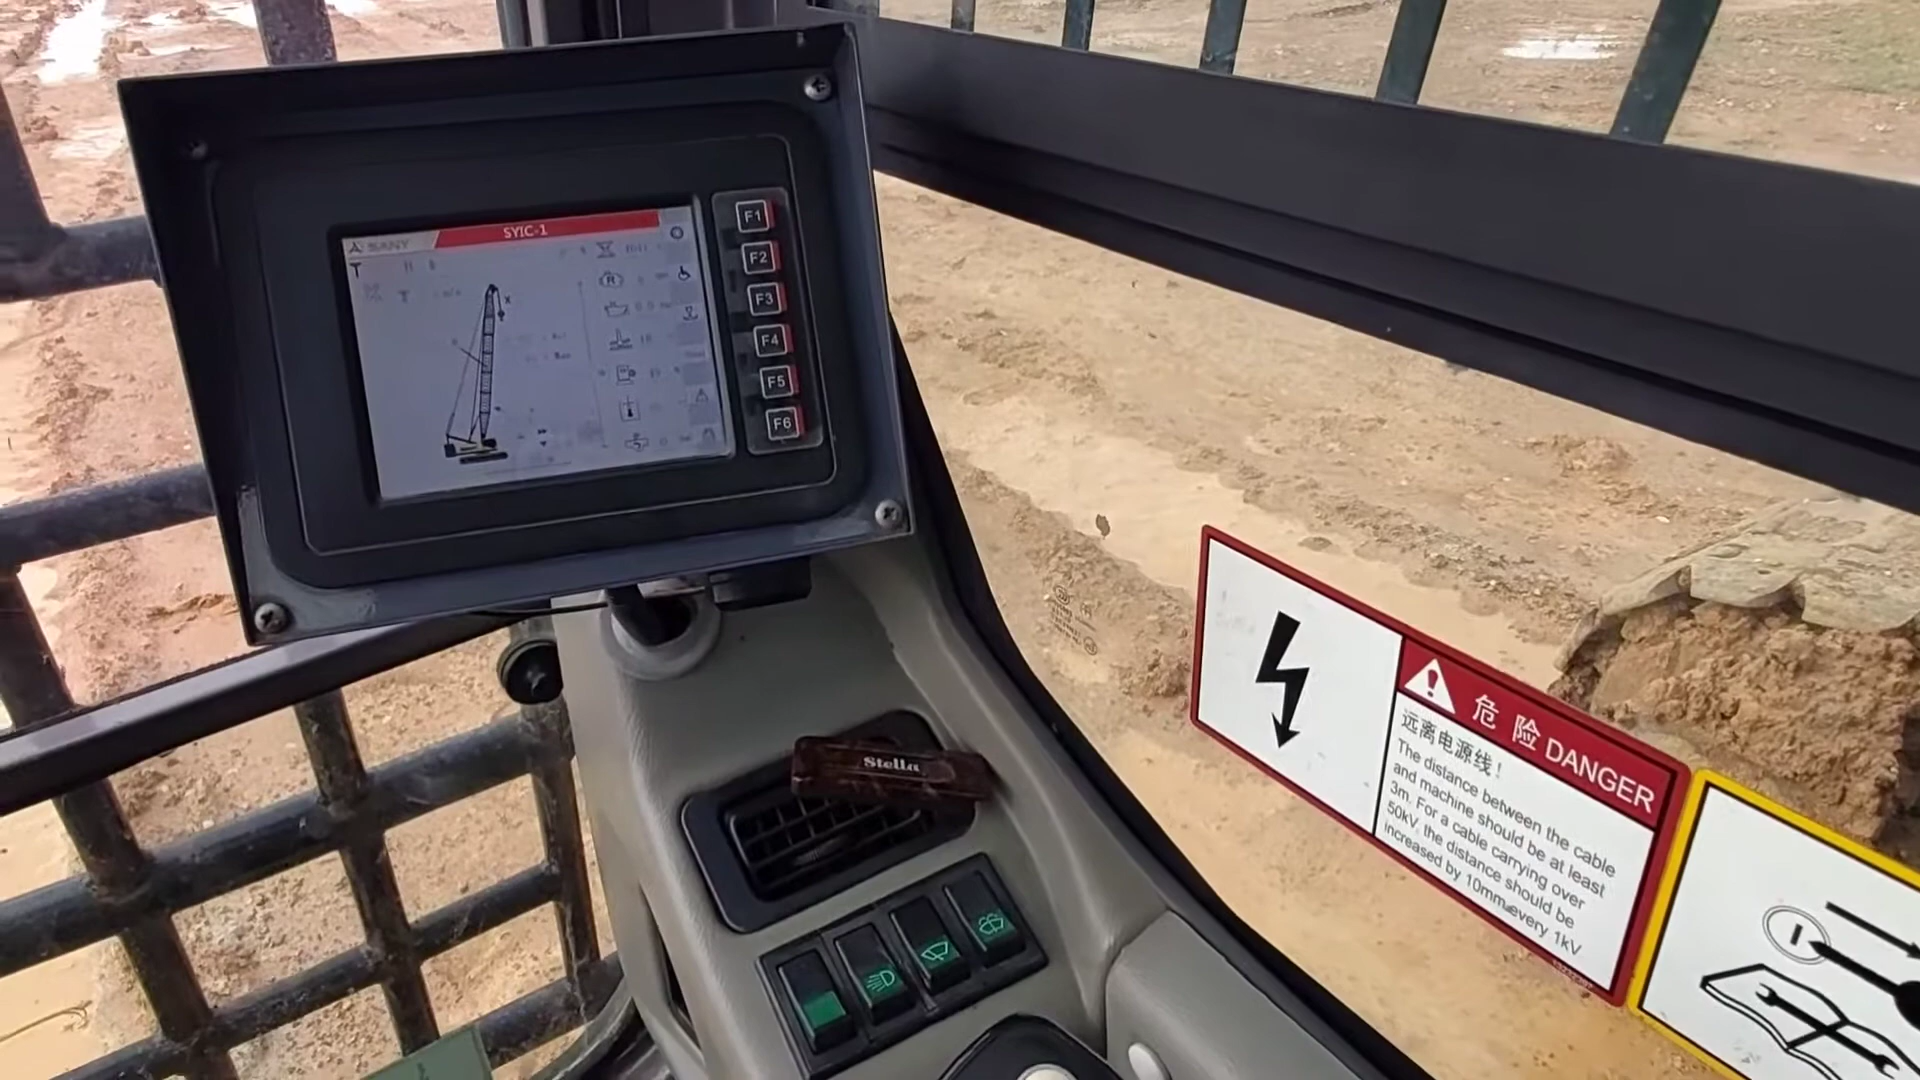 SANY
SYIC-1
F1
F2
F3
F4
F5
F6
Stella
危险 DANGER
远离电源线！
The distance between the cable
and machine should be at least
3m. For a cable carrying over
50kV, the distance should be
increased by 10mm every 1kV